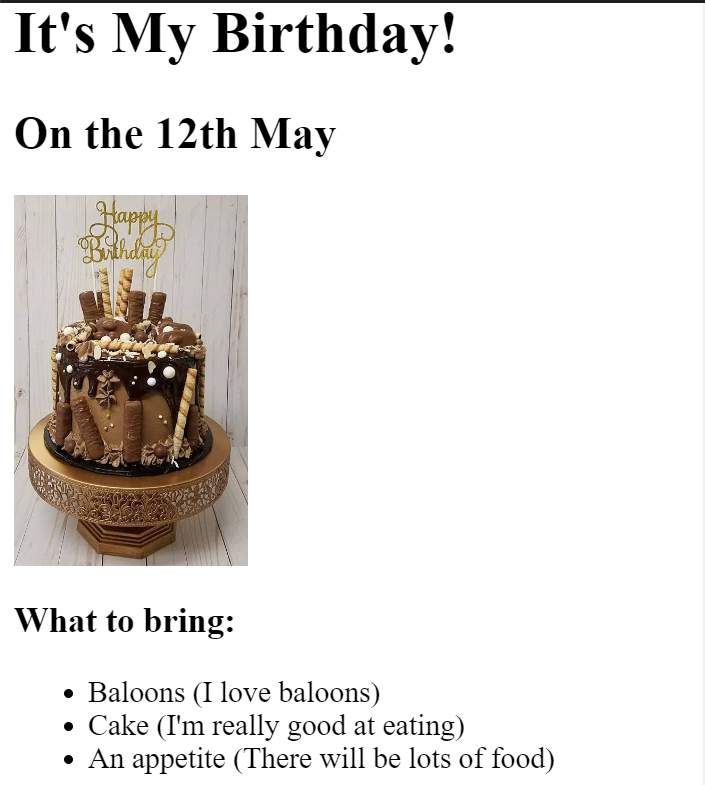 It's My Birthday!
On the 12th May
Happy
Birthday
What to bring:
Baloons (I love baloons)
Cake (I'm really good at eating)
An appetite (There will be lots of food)